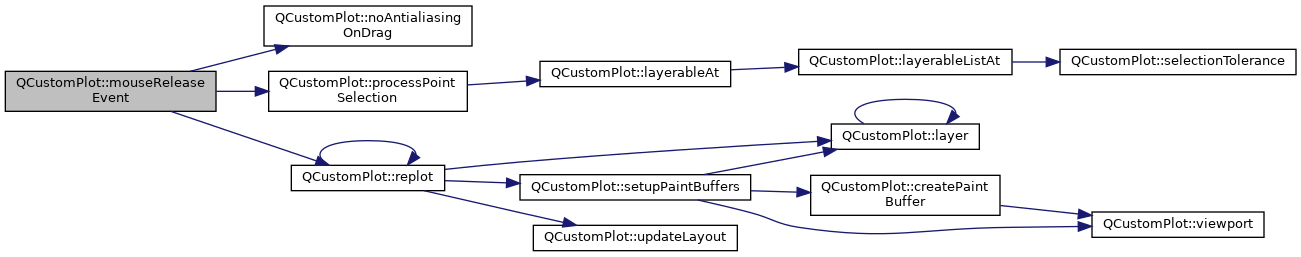 QCustomPlot::noAntialiasing
OnDrag
QCustomPlot::mouseRelease
Event
QCustomPlot::processPoint
Selection
QCustomPlot::layerableAt
QCustomPlot::layerableListAt
QCustomPlot::selectionTolerance
QCustomPlot::replot
QCustomPlot::layer
QCustomPlot::setupPaintBuffers
QCustomPlot::createPaint
Buffer
QCustomPlot::viewport
QCustomPlot::updateLayout